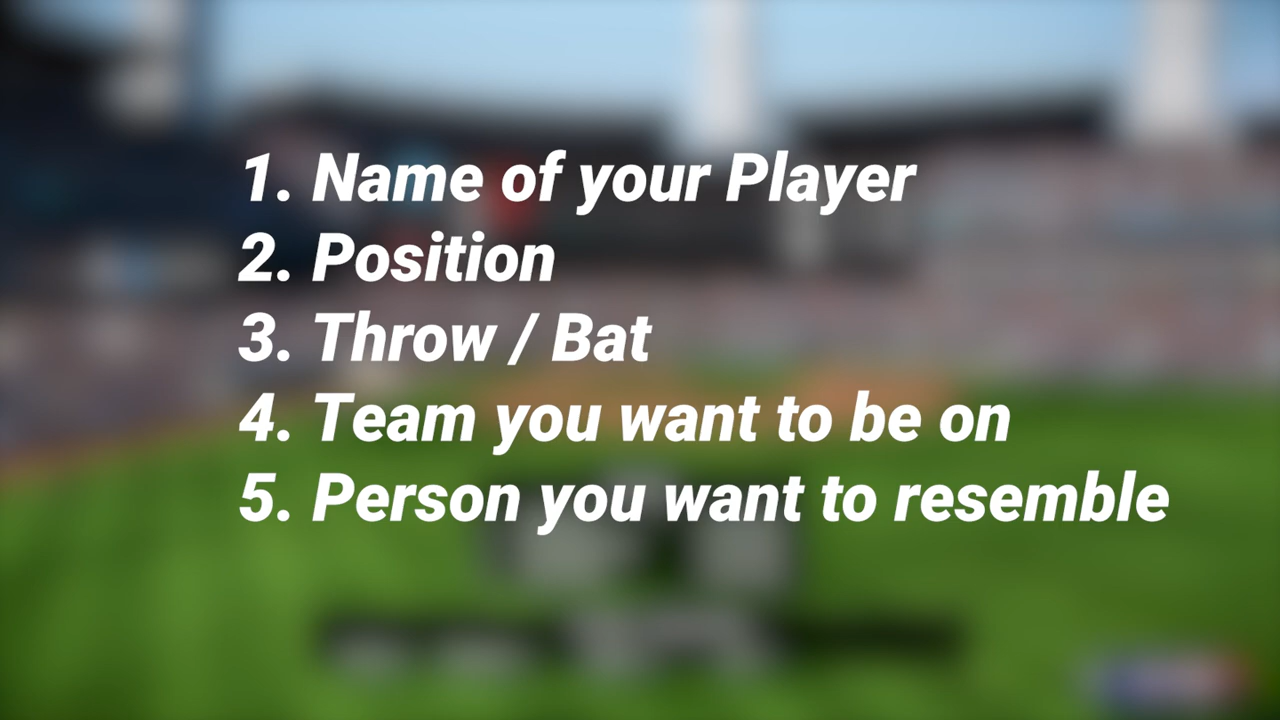 1. Name of your Player
2. Position
3. Throw / Bat
4. Team you want to be on
5. Person you want to resemble